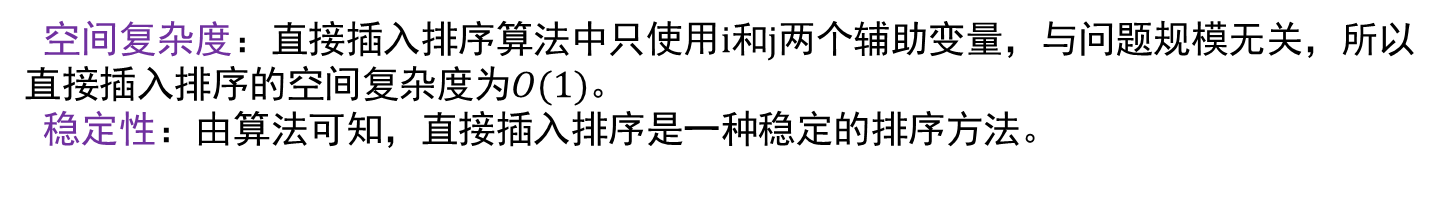 空间复杂度：直接插入排序算法中只使用i和j两个辅助变量，与问题规模无关，所以
直接插入排序的空间复杂度为O(1)。
稳定性：由算法可知，直接插入排序是一种稳定的排序方法。